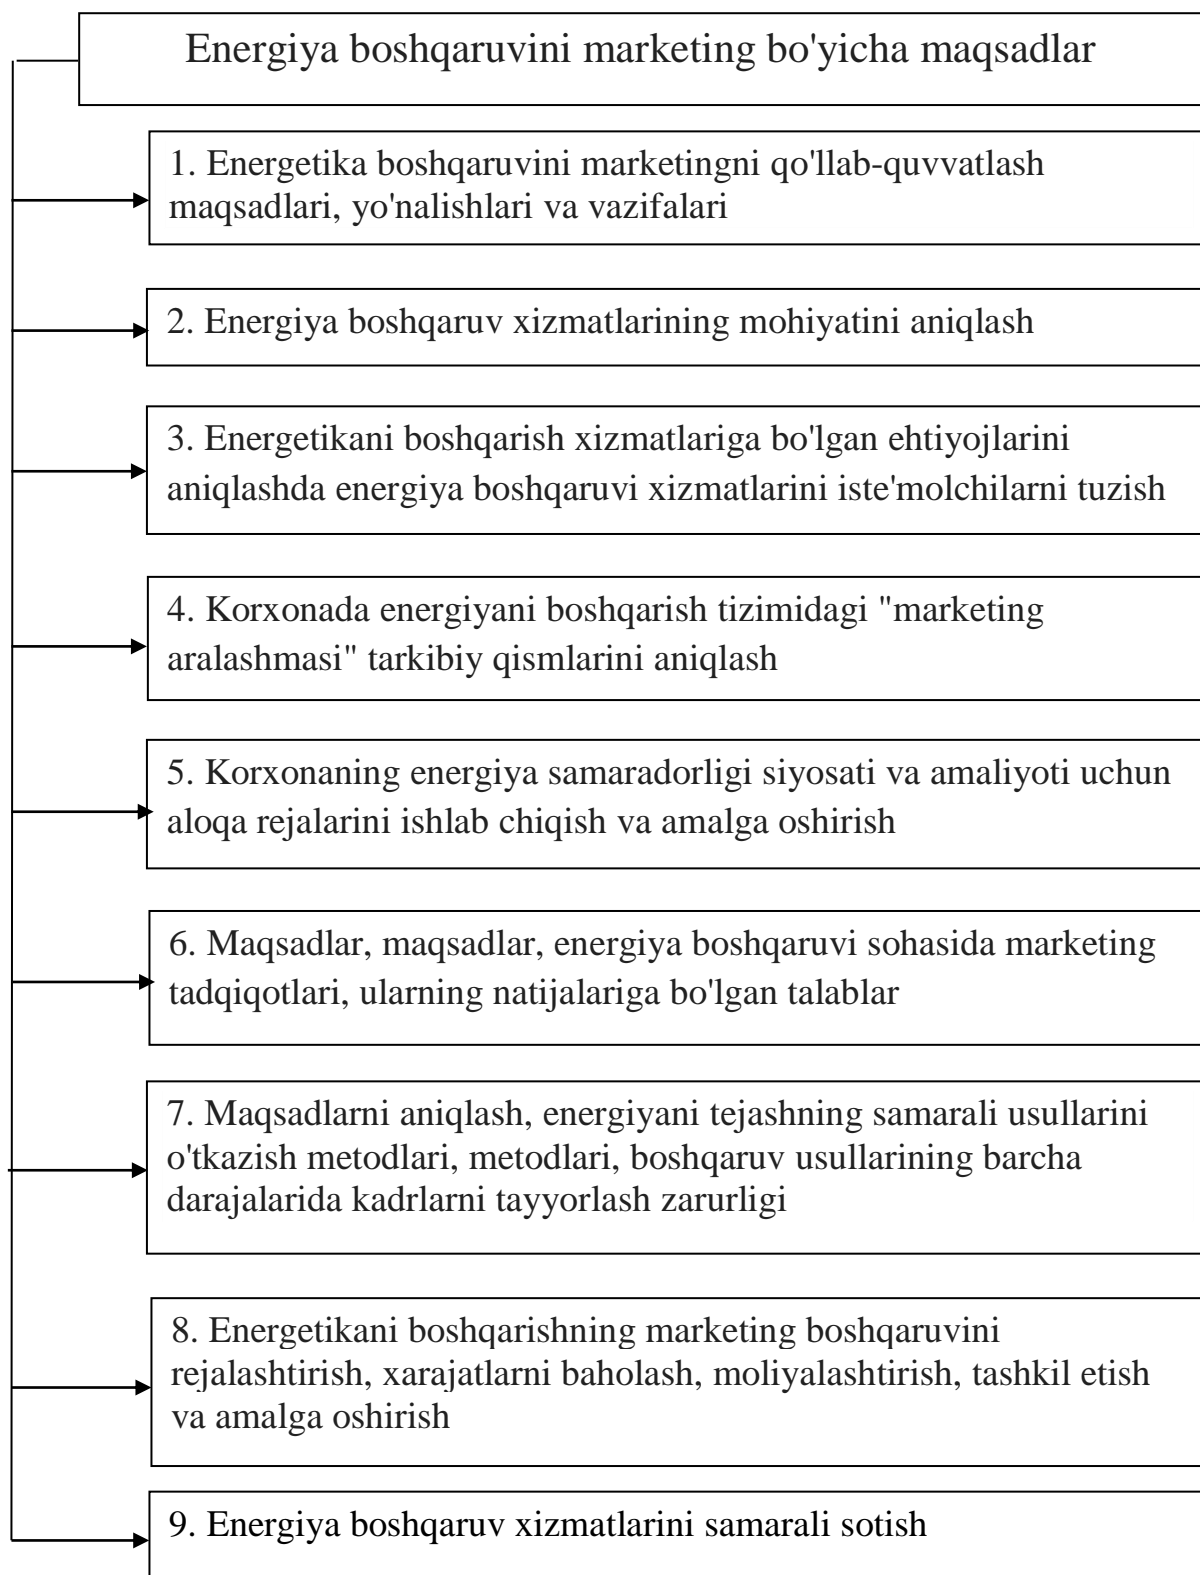 Energiya boshqaruvini marketing bo'yicha maqsadlar
1. Energetika boshqaruvini marketingni qo'llab-quvvatlash
maqsadlari, yo'nalishlari va vazifalari
2. Energiya boshqaruv xizmatlarining mohiyatini aniqlash
3. Energetikani boshqarish xizmatlariga bo'lgan ehtiyojlarini
aniqlashda energiya boshqaruvi xizmatlarini iste'molchilarni tuzish
4. Korxonada energiyani boshqarish tizimidagi "marketing
aralashmasi" tarkibiy qismlarini aniqlash
5. Korxonaning energiya samaradorligi siyosati va amaliyoti uchun
aloqa rejalarini ishlab chiqish va amalga oshirish
6. Maqsadlar, maqsadlar, energiya boshqaruvi sohasida marketing
tadqiqotlari, ularning natijalariga bo'lgan talablar
7. Maqsadlarni aniqlash, energiyani tejashning samarali usullarini
o'tkazish metodlari, metodlari, boshqaruv usullarining barcha
darajalarida kadrlarni tayyorlash zarurligi
8. Energetikani boshqarishning marketing boshqaruvini
rejalashtirish, xarajatlarni baholash, moliyalashtirish, tashkil etish
va amalga oshirish
9. Energiya boshqaruv xizmatlarini samarali sotish